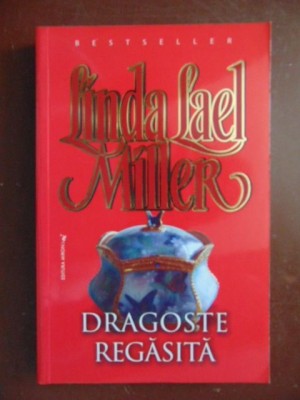 BESTSELLER
Linda Lael
Miller
DRAGOSTE
REGĂSITĂ